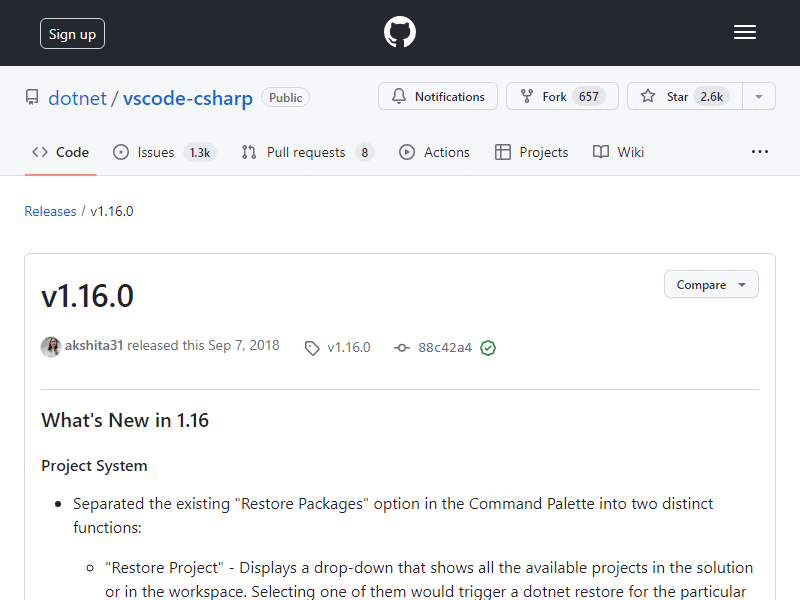 Sign up
dotnet / vscode-csharp Public
Notifications Fork 657 Star 2.6k
Code Issues 1.3k Pull requests 8 Actions Projects Wiki
Releases / v1.16.0
v1.16.0
Compare
akshita31 released this Sep 7, 2018 v1.16.0 88c42a4
What's New in 1.16
Project System
Separated the existing "Restore Packages" option in the Command Palette into two distinct
functions:
"Restore Project" - Displays a drop-down that shows all the available projects in the solution
or in the workspace. Selecting one of them would trigger a dotnet restore for the particular